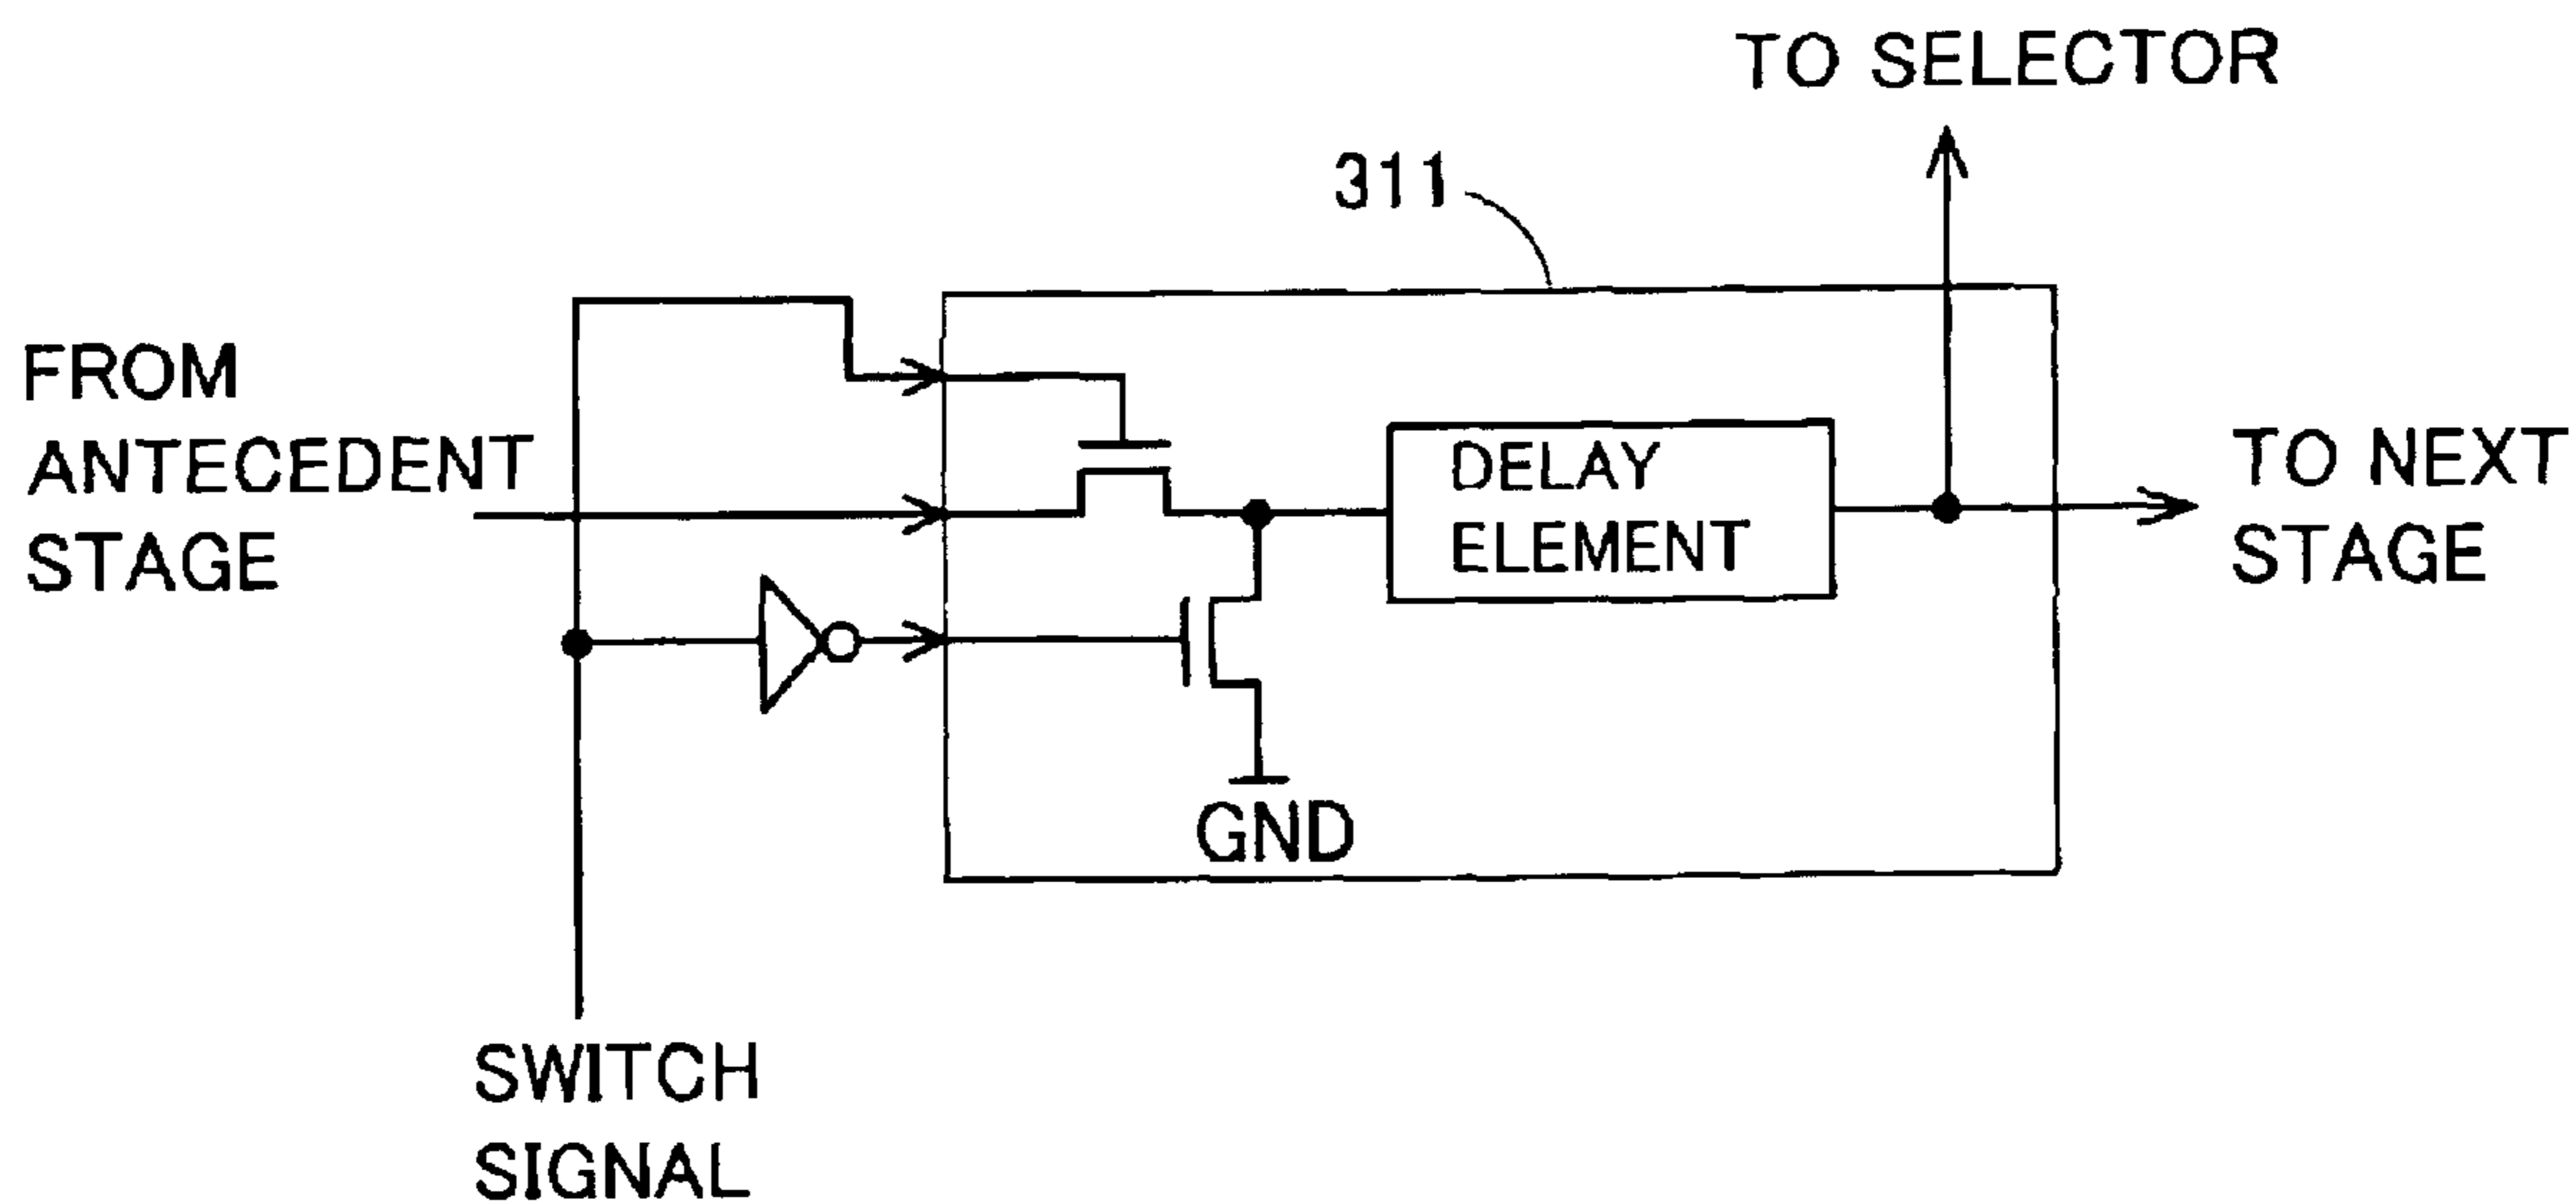 TO SELECTOR
311
FROM
ANTECEDENT
STAGE
DELAY
ELEMENT
TO NEXT
STAGE
GND
SWITCH
SIGNAL